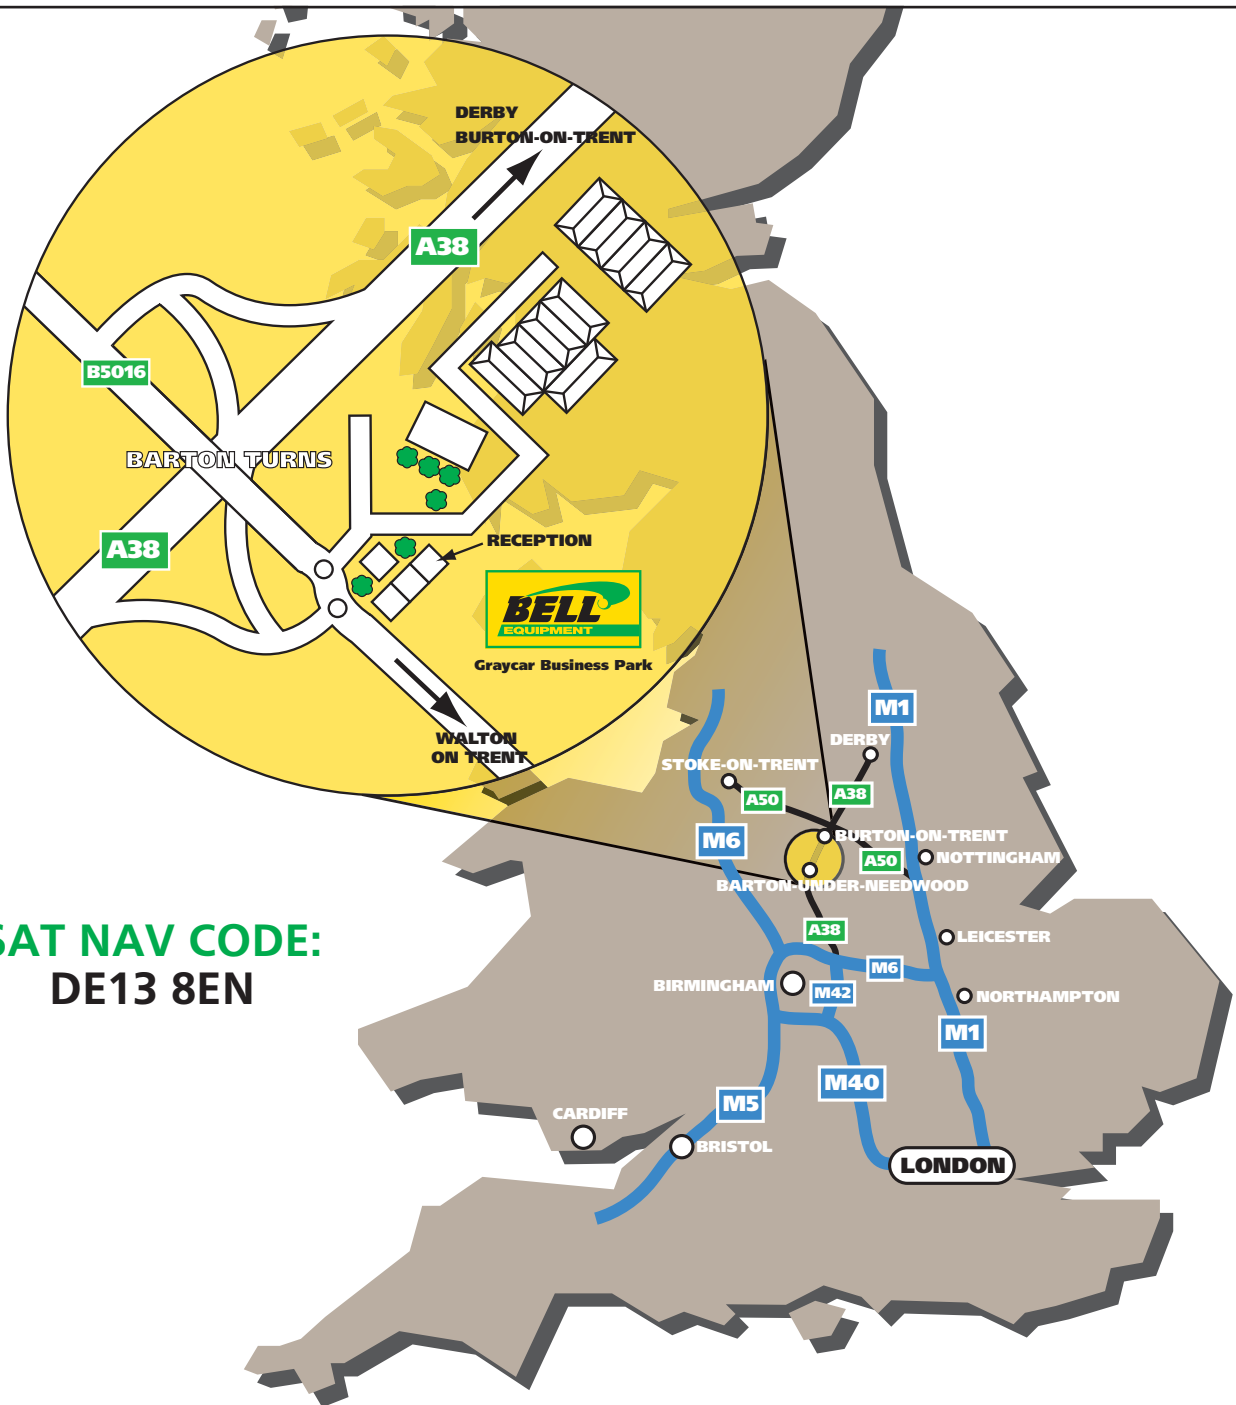 DERBY
BURTON-ON-TRENT
A38
B5016
BARTON TURNS
A38
RECEPTION
BELL
EQUIPMENT
Graycar Business Park
WALTON
ON TRENT
M1
DERBY
STOKE-ON-TRENT
A50
A38
M6
BURTON-ON-TRENT
A50
NOTTINGHAM
BARTON-UNDER-NEEDWOOD
SAT NAV CODE:
DE13 8EN
A38
LEICESTER
M6
BIRMINGHAM
M42
NORTHAMPTON
M1
M40
M5
CARDIFF
BRISTOL
LONDON